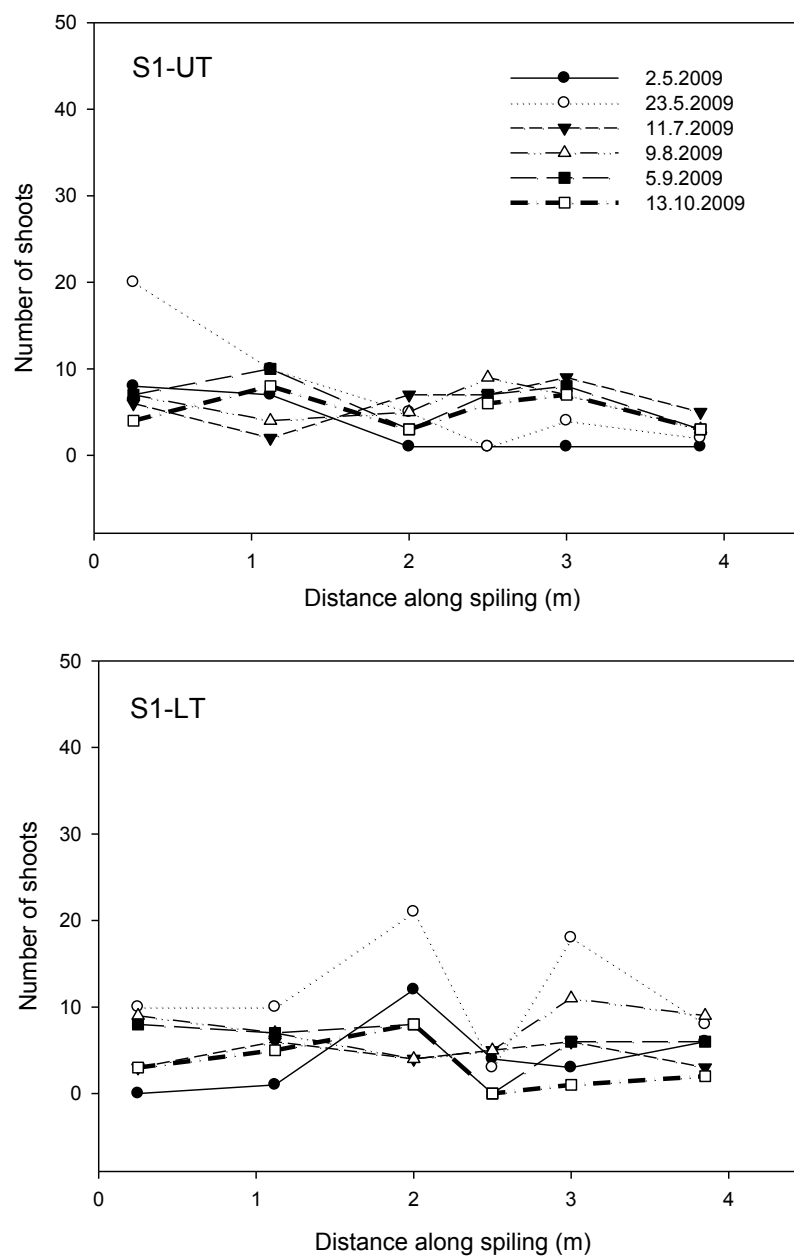 50
S1-UT
2.5.2009
23.5.2009
40
11.7.2009
9.8.2009
5.9.2009
30
13.10.2009
Number of shoots
20
10
0
0 1 2 3 4
Distance along spiling (m)
50
S1-LT
40
30
Number of shoots
20
10
0
0 1 2 3 4
Distance along spiling (m)